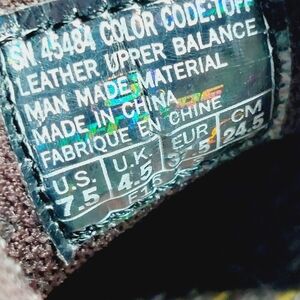 SN 45484 COLOR CODE:TOPF
LEATHER UPPER BALANCE
MAN MADE MATERIAL
MADE IN CHINA
FABRIQUE EN CHINE
U.S. U.K. EUR CM
7.5 4.5 24.5